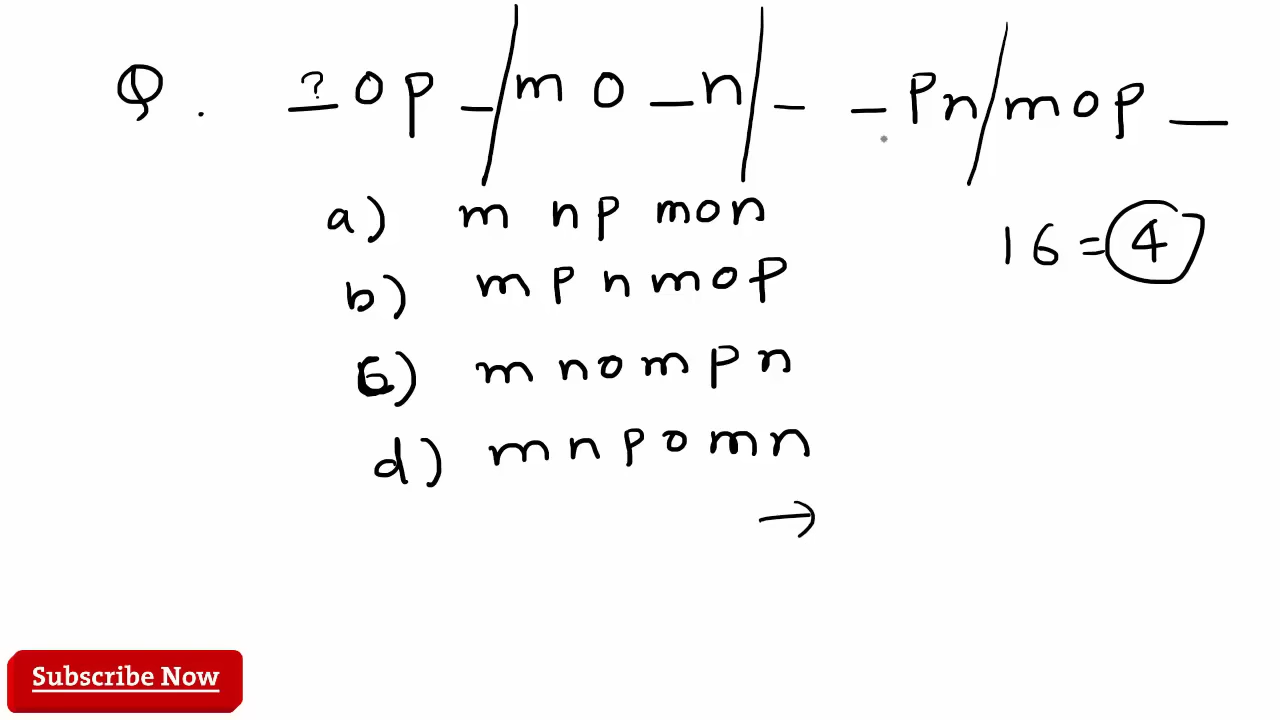 Q . ? o p _ / m o _ n / _ _ p n / m o p _
a) m n p m o n
16 = 4
b) m p n m o p
c) m n o m p n
d) m n p o m n
→
Subscribe Now